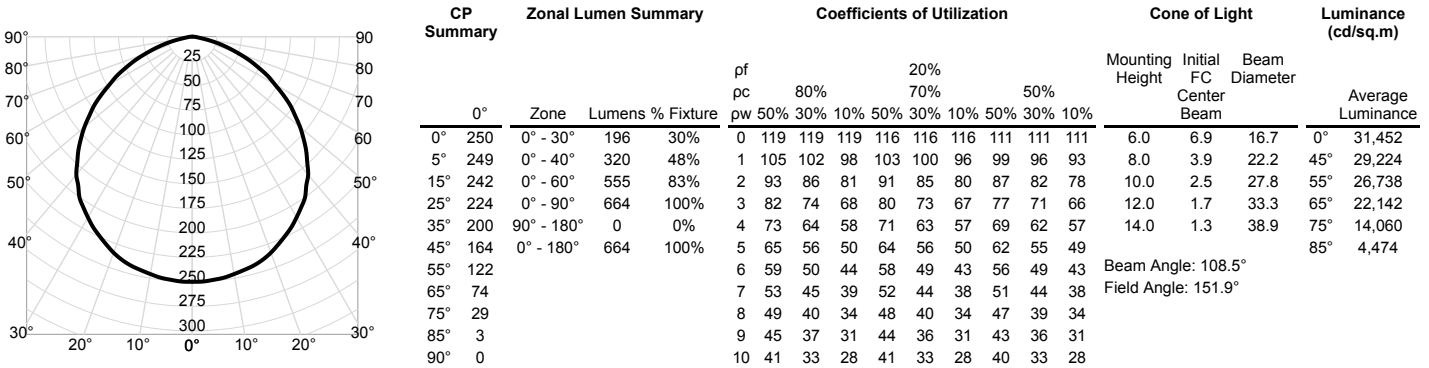 CP Summary
0°
0° 250
5° 249
15° 242
25° 224
35° 200
45° 164
55° 122
65° 74
75° 29
85° 3
90° 0
Zonal Lumen Summary
Zone Lumens % Fixture
0° - 30° 196 30%
0° - 40° 320 48%
0° - 60° 555 83%
0° - 90° 664 100%
90° - 180° 0 0%
0° - 180° 664 100%
Coefficients of Utilization
ρf 20%
ρc 80% 70% 50%
ρw 50% 30% 10% 50% 30% 10% 50% 30% 10%
0 119 119 119 116 116 116 111 111 111
1 105 102 98 103 100 96 99 96 93
2 93 86 81 91 85 80 87 82 78
3 82 74 68 80 73 67 77 71 66
4 73 64 58 71 63 57 69 62 57
5 65 56 50 64 56 50 62 55 49
6 59 50 44 58 49 43 56 49 43
7 53 45 39 52 44 38 51 44 38
8 49 40 34 48 40 34 47 39 34
9 45 37 31 44 36 31 43 36 31
10 41 33 28 41 33 28 40 33 28
Cone of Light
Mounting Initial Beam
Height FC Diameter
Center
Beam
6.0 6.9 16.7
8.0 3.9 22.2
10.0 2.5 27.8
12.0 1.7 33.3
14.0 1.3 38.9
Beam Angle: 108.5°
Field Angle: 151.9°
Luminance
(cd/sq.m)
Average
Luminance
0° 31,452
45° 29,224
55° 26,738
65° 22,142
75° 14,060
85° 4,474
90° 90
80° 80
70° 70
60° 60
50° 50°
40° 40°
30° 30°
20° 10° 0° 10° 20°
25
50
75
100
125
150
175
200
225
250
275
300